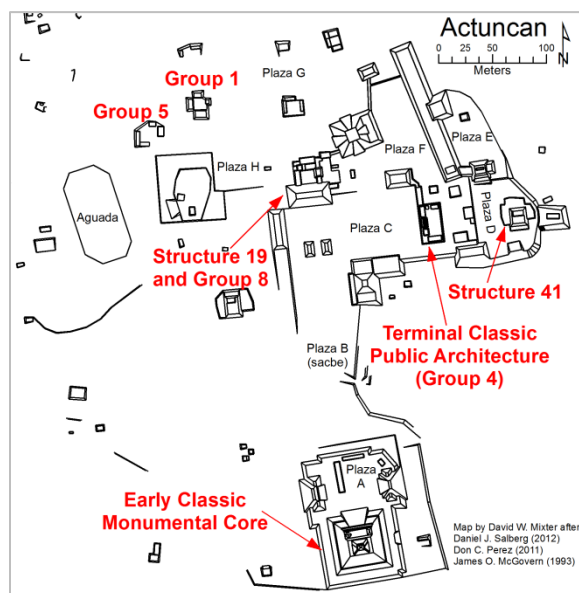 Actuncan
0 50 100
Meters
N
Group 1
Plaza G
Group 5
Plaza E
Plaza F
Plaza H
Aguada
Plaza D
Plaza C
Structure 19
and Group 8
Structure 41
Terminal Classic
Public Architecture
(Group 4)
Plaza B
(sacbe)
Plaza
A
Early Classic
Monumental Core
Map by David W. Mixter after
Daniel J. Salberg (2012)
Don C. Perez (2011)
James O. McGovern (1993)